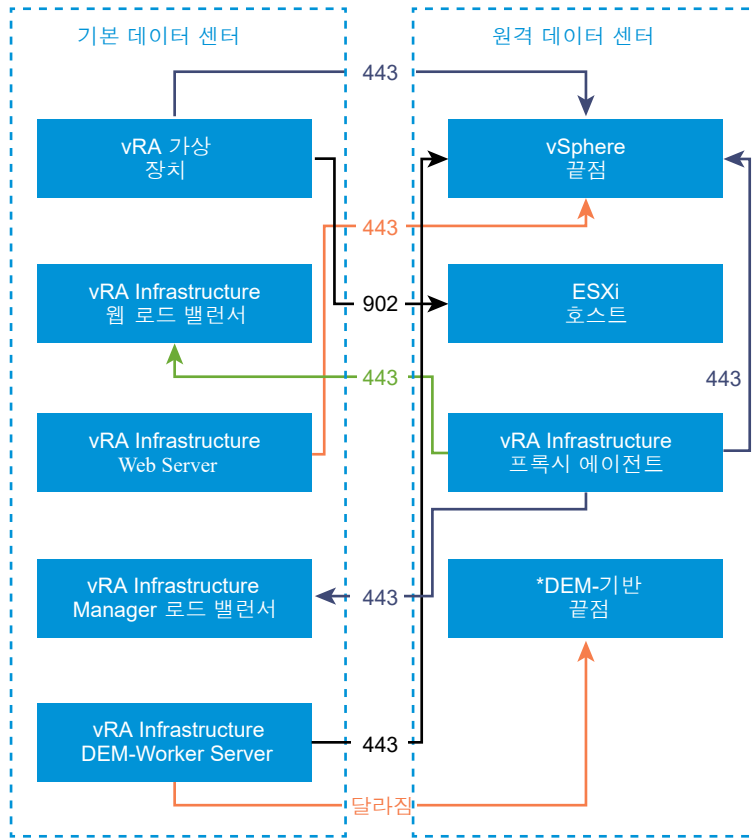 기본 데이터 센터
원격 데이터 센터
443
vRA 가상
장치
vSphere
끝점
443
vRA Infrastructure
웹 로드 밸런서
902
ESXi
호스트
443
443
vRA Infrastructure
Web Server
vRA Infrastructure
프록시 에이전트
vRA Infrastructure
Manager 로드 밸런서
443
*DEM-기반
끝점
vRA Infrastructure
DEM-Worker Server
443
달라짐